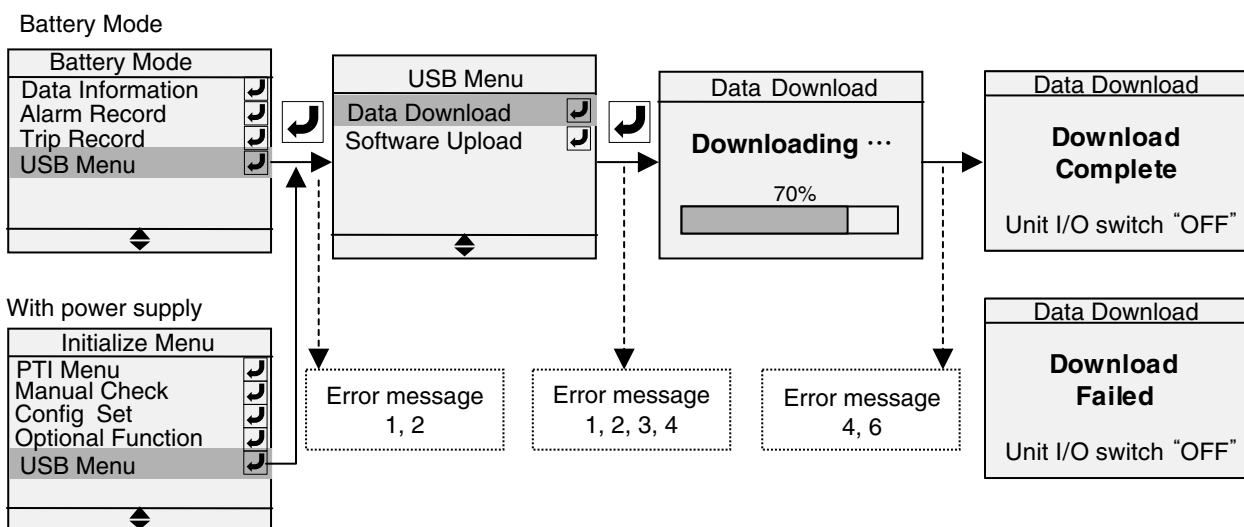 Battery Mode
Battery Mode
Data Information
Alarm Record
Trip Record
USB Menu
USB Menu
Data Download
Software Upload
Data Download
Downloading ···
70%
Data Download
Download
Complete
Unit I/O switch “OFF”
With power supply
Initialize Menu
PTI Menu
Manual Check
Config Set
Optional Function
USB Menu
Error message
1, 2
Error message
1, 2, 3, 4
Error message
4, 6
Data Download
Download
Failed
Unit I/O switch “OFF”